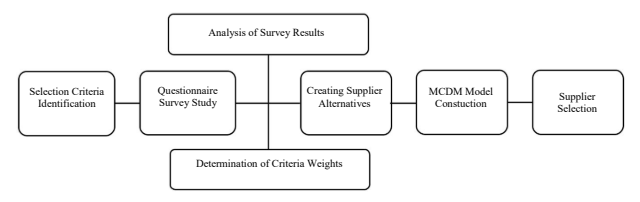 Analysis of Survey Results
Selection Criteria
Identification
Questionnaire
Survey Study
Creating Supplier
Alternatives
MCDM Model
Constuction
Supplier
Selection
Determination of Criteria Weights